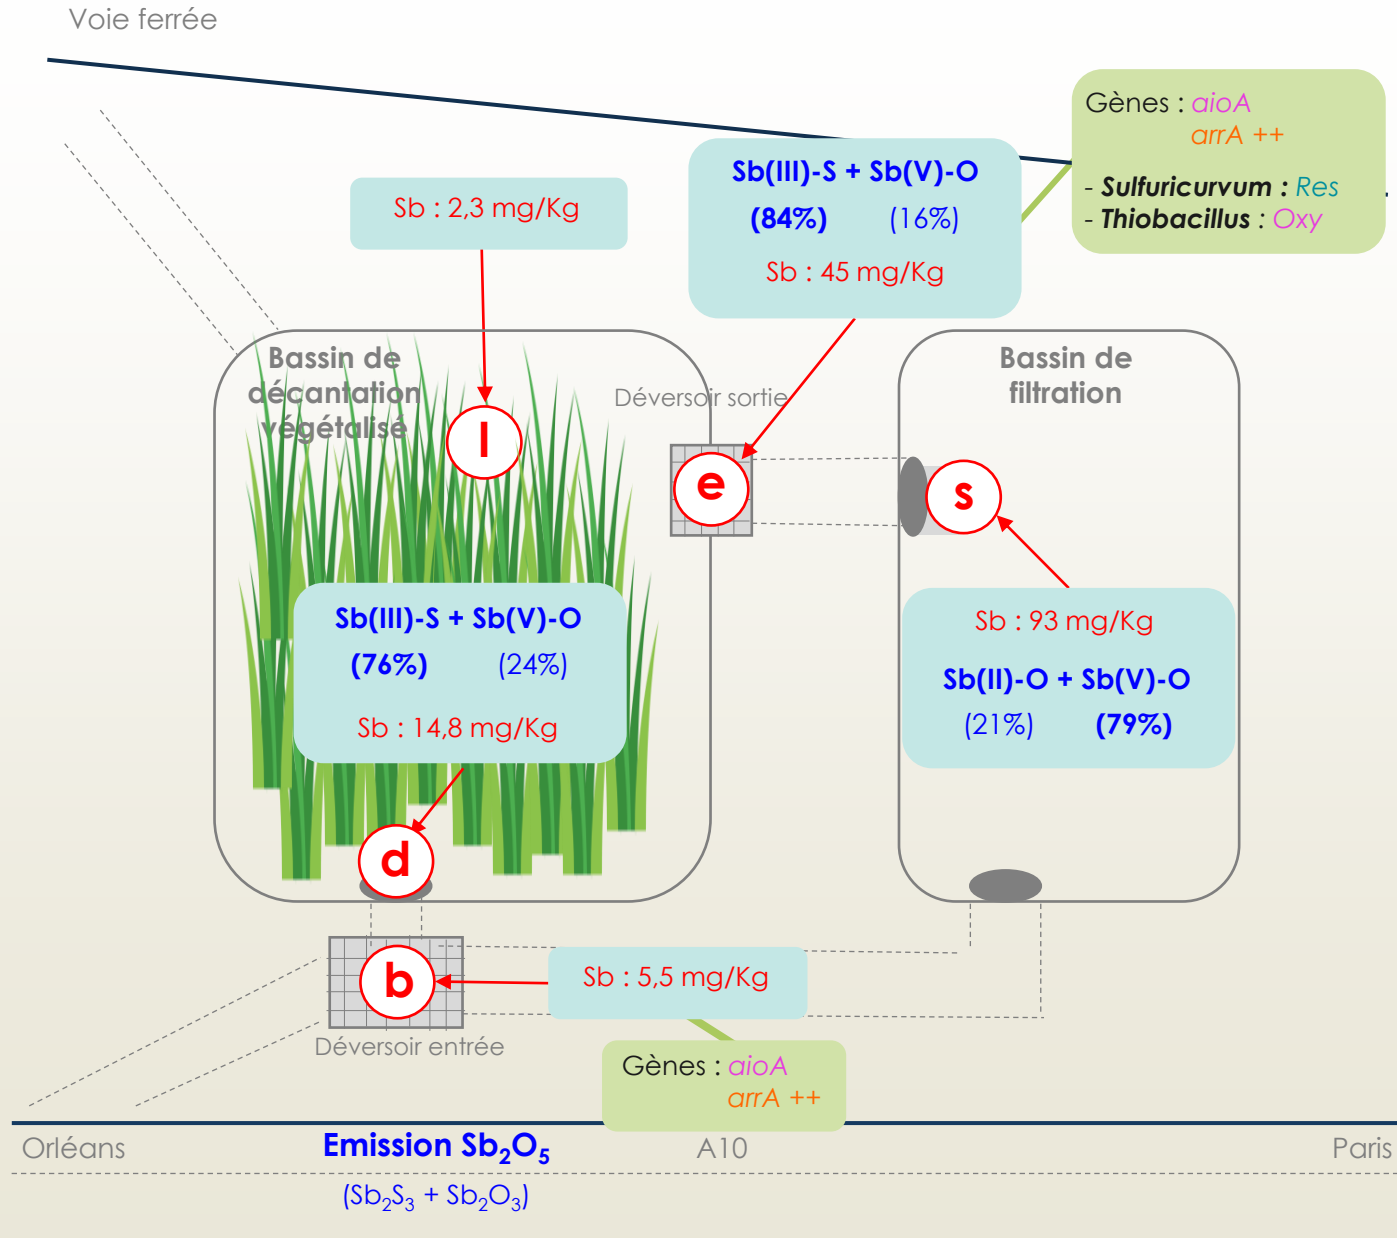 Voie ferrée
Gènes : aioA
arrA ++
- Sulfuricurvum : Res
- Thiobacillus : Oxy
.
Sb(III)-S + Sb(V)-O
(84%) (16%)
Sb : 45 mg/Kg
Sb : 2,3 mg/Kg
Bassin de
décantation
végétalisé
Déversoir sortie
Bassin de
filtration
l
e
s
Sb(III)-S + Sb(V)-O
(76%) (24%)
Sb : 14,8 mg/Kg
Sb : 93 mg/Kg
Sb(II)-O + Sb(V)-O
(21%) (79%)
d
b
Sb : 5,5 mg/Kg
Déversoir entrée
Gènes : aioA
arrA ++
Orléans
Emission Sb₂O₅
A10
Paris
(Sb₂S₃ + Sb₂O₃)